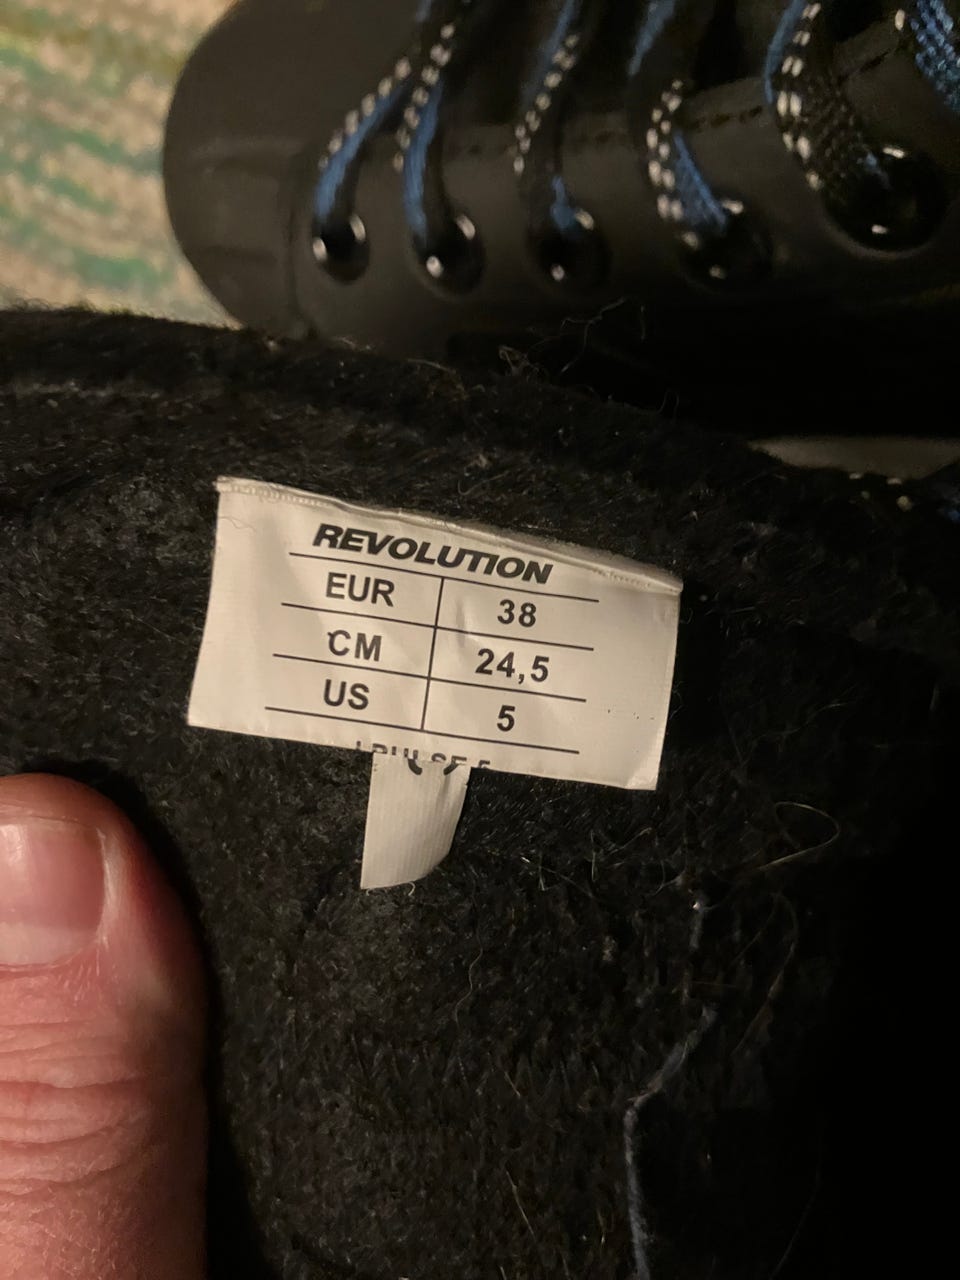 REVOLUTION
EUR 38
CM 24,5
US 5